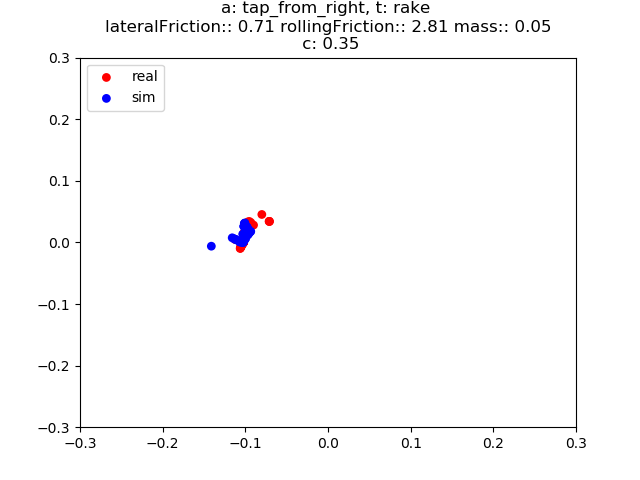 a: tap_from_right, t: rake
lateralFriction:: 0.71 rollingFriction:: 2.81 mass:: 0.05
c: 0.35
real
sim
0.3
0.2
0.1
0.0
−0.1
−0.2
−0.3
−0.3 −0.2 −0.1 0.0 0.1 0.2 0.3